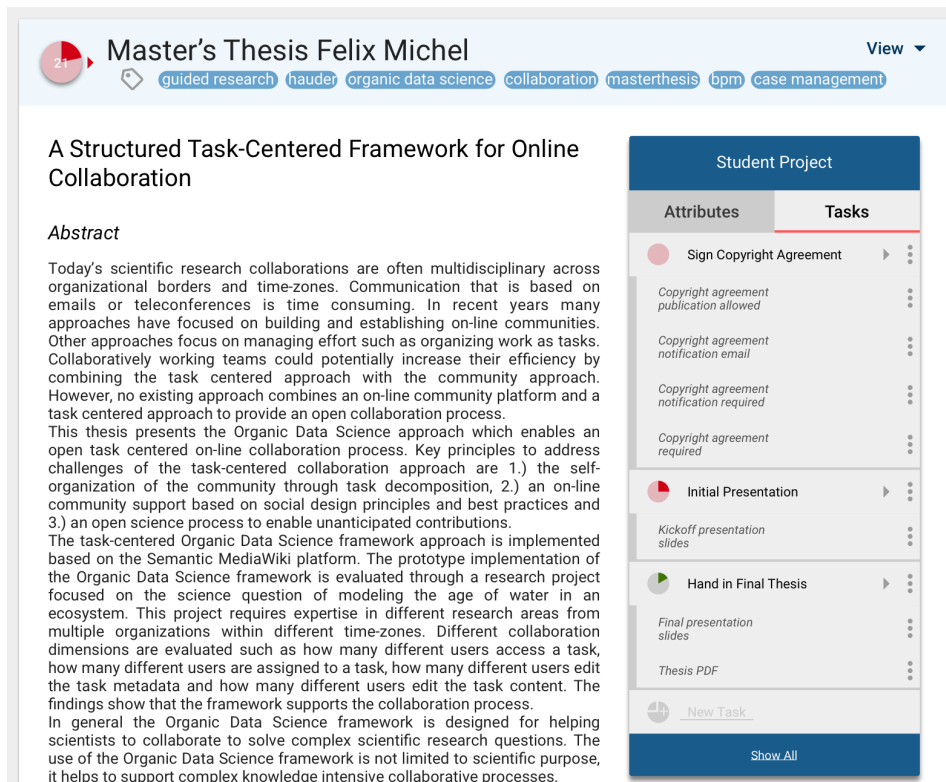 21
Master's Thesis Felix Michel
View
guided research hauder organic data science collaboration masterthesis bpm case management
A Structured Task-Centered Framework for Online
Collaboration
Abstract
Today's scientific research collaborations are often multidisciplinary across
organizational borders and time-zones. Communication that is based on
emails or teleconferences is time consuming. In recent years many
approaches have focused on building and establishing on-line communities.
Other approaches focus on managing effort such as organizing work as tasks.
Collaboratively working teams could potentially increase their efficiency by
combining the task centered approach with the community approach.
However, no existing approach combines an on-line community platform and a
task centered approach to provide an open collaboration process.
This thesis presents the Organic Data Science approach which enables an
open task centered on-line collaboration process. Key principles to address
challenges of the task-centered collaboration approach are 1.) the self-
organization of the community through task decomposition, 2.) an on-line
community support based on social design principles and best practices and
3.) an open science process to enable unanticipated contributions.
The task-centered Organic Data Science framework approach is implemented
based on the Semantic MediaWiki platform. The prototype implementation of
the Organic Data Science framework is evaluated through a research project
focused on the science question of modeling the age of water in an
ecosystem. This project requires expertise in different research areas from
multiple organizations within different time-zones. Different collaboration
dimensions are evaluated such as how many different users access a task,
how many different users are assigned to a task, how many different users edit
the task metadata and how many different users edit the task content. The
findings show that the framework supports the collaboration process.
In general the Organic Data Science framework is designed for helping
scientists to collaborate to solve complex scientific research questions. The
use of the Organic Data Science framework is not limited to scientific purpose,
it helps to support complex knowledge intensive collaborative processes.
Student Project
Attributes Tasks
Sign Copyright Agreement
Copyright agreement
publication allowed
Copyright agreement
notification email
Copyright agreement
notification required
Copyright agreement
required
Initial Presentation
Kickoff presentation
slides
Hand in Final Thesis
Final presentation
slides
Thesis PDF
New Task
Show All